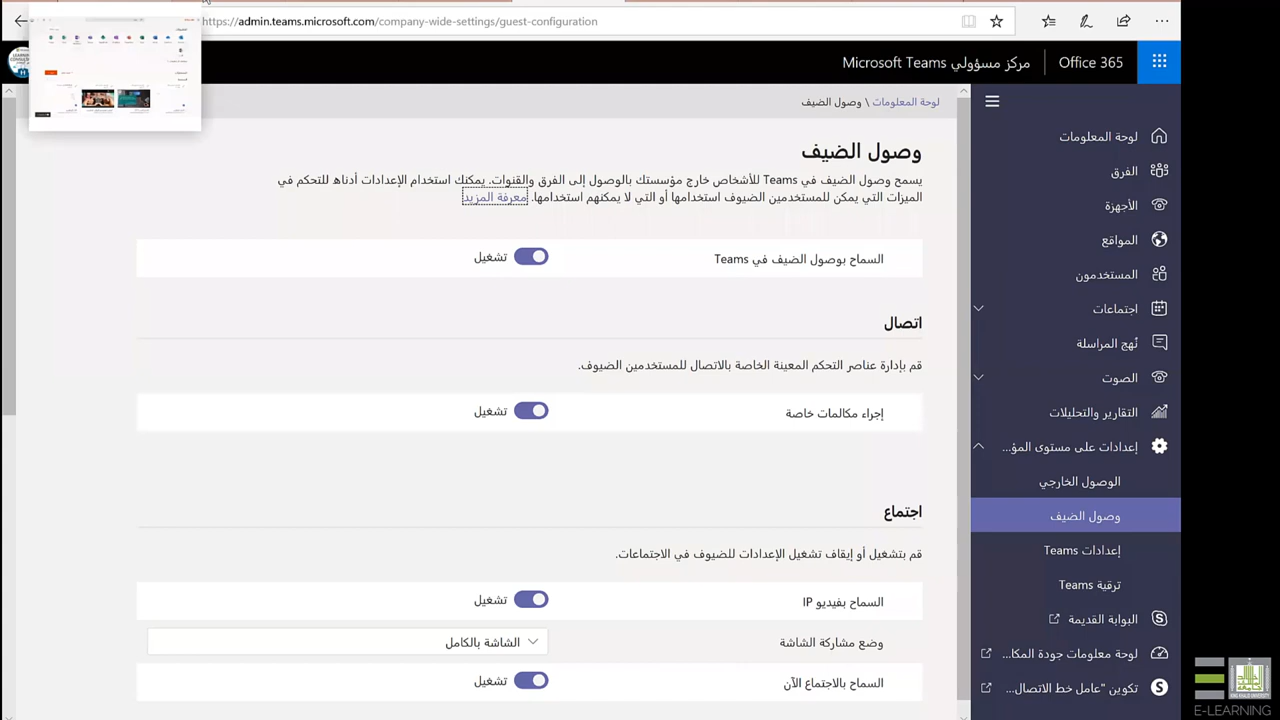 https://admin.teams.microsoft.com/company-wide-settings/guest-configuration
Office 365
مركز مسؤولي Microsoft Teams
لوحة المعلومات \ وصول الضيف
لوحة المعلومات
الفرق
الأجهزة
المواقع
المستخدمون
اجتماعات
نُهج المراسلة
الصوت
التقارير والتحليلات
إعدادات على مستوى المؤ...
الوصول الخارجي
وصول الضيف
إعدادات Teams
ترقية Teams
البوابة القديمة
لوحة معلومات جودة المكا...
تكوين "عامل خط الاتصال...
وصول الضيف
يسمح وصول الضيف في Teams للأشخاص خارج مؤسستك بالوصول إلى الفرق والقنوات. يمكنك استخدام الإعدادات أدناه للتحكم في
الميزات التي يمكن للمستخدمين الضيوف استخدامها أو التي لا يمكنهم استخدامها. معرفة المزيد
السماح بوصول الضيف في Teams
تشغيل
اتصال
قم بإدارة عناصر التحكم المعينة الخاصة بالاتصال للمستخدمين الضيوف.
إجراء مكالمات خاصة
تشغيل
اجتماع
قم بتشغيل أو إيقاف تشغيل الإعدادات للضيوف في الاجتماعات.
السماح بفيديو IP
تشغيل
وضع مشاركة الشاشة
الشاشة بالكامل
السماح بالاجتماع الآن
تشغيل
KING KHALID UNIVERSITY
E-LEARNING